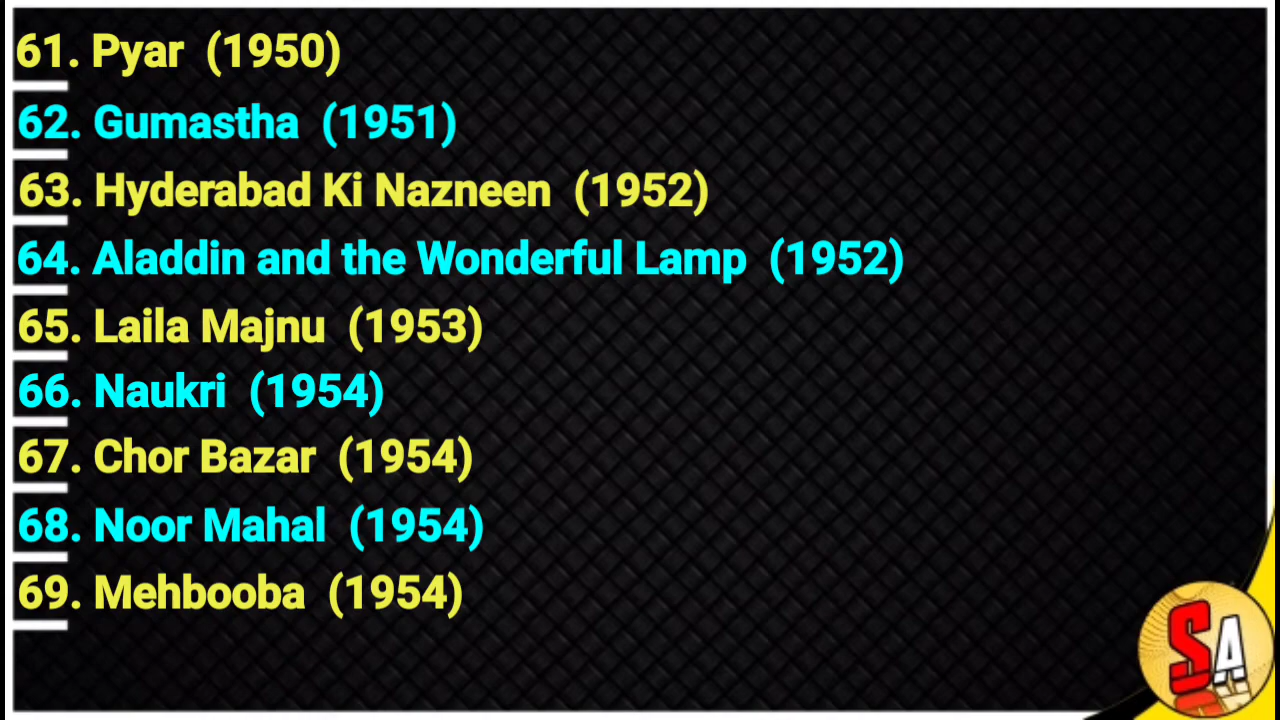 61. Pyar (1950)
62. Gumastha (1951)
63. Hyderabad Ki Nazneen (1952)
64. Aladdin and the Wonderful Lamp (1952)
65. Laila Majnu (1953)
66. Naukri (1954)
67. Chor Bazar (1954)
68. Noor Mahal (1954)
69. Mehbooba (1954)
SA